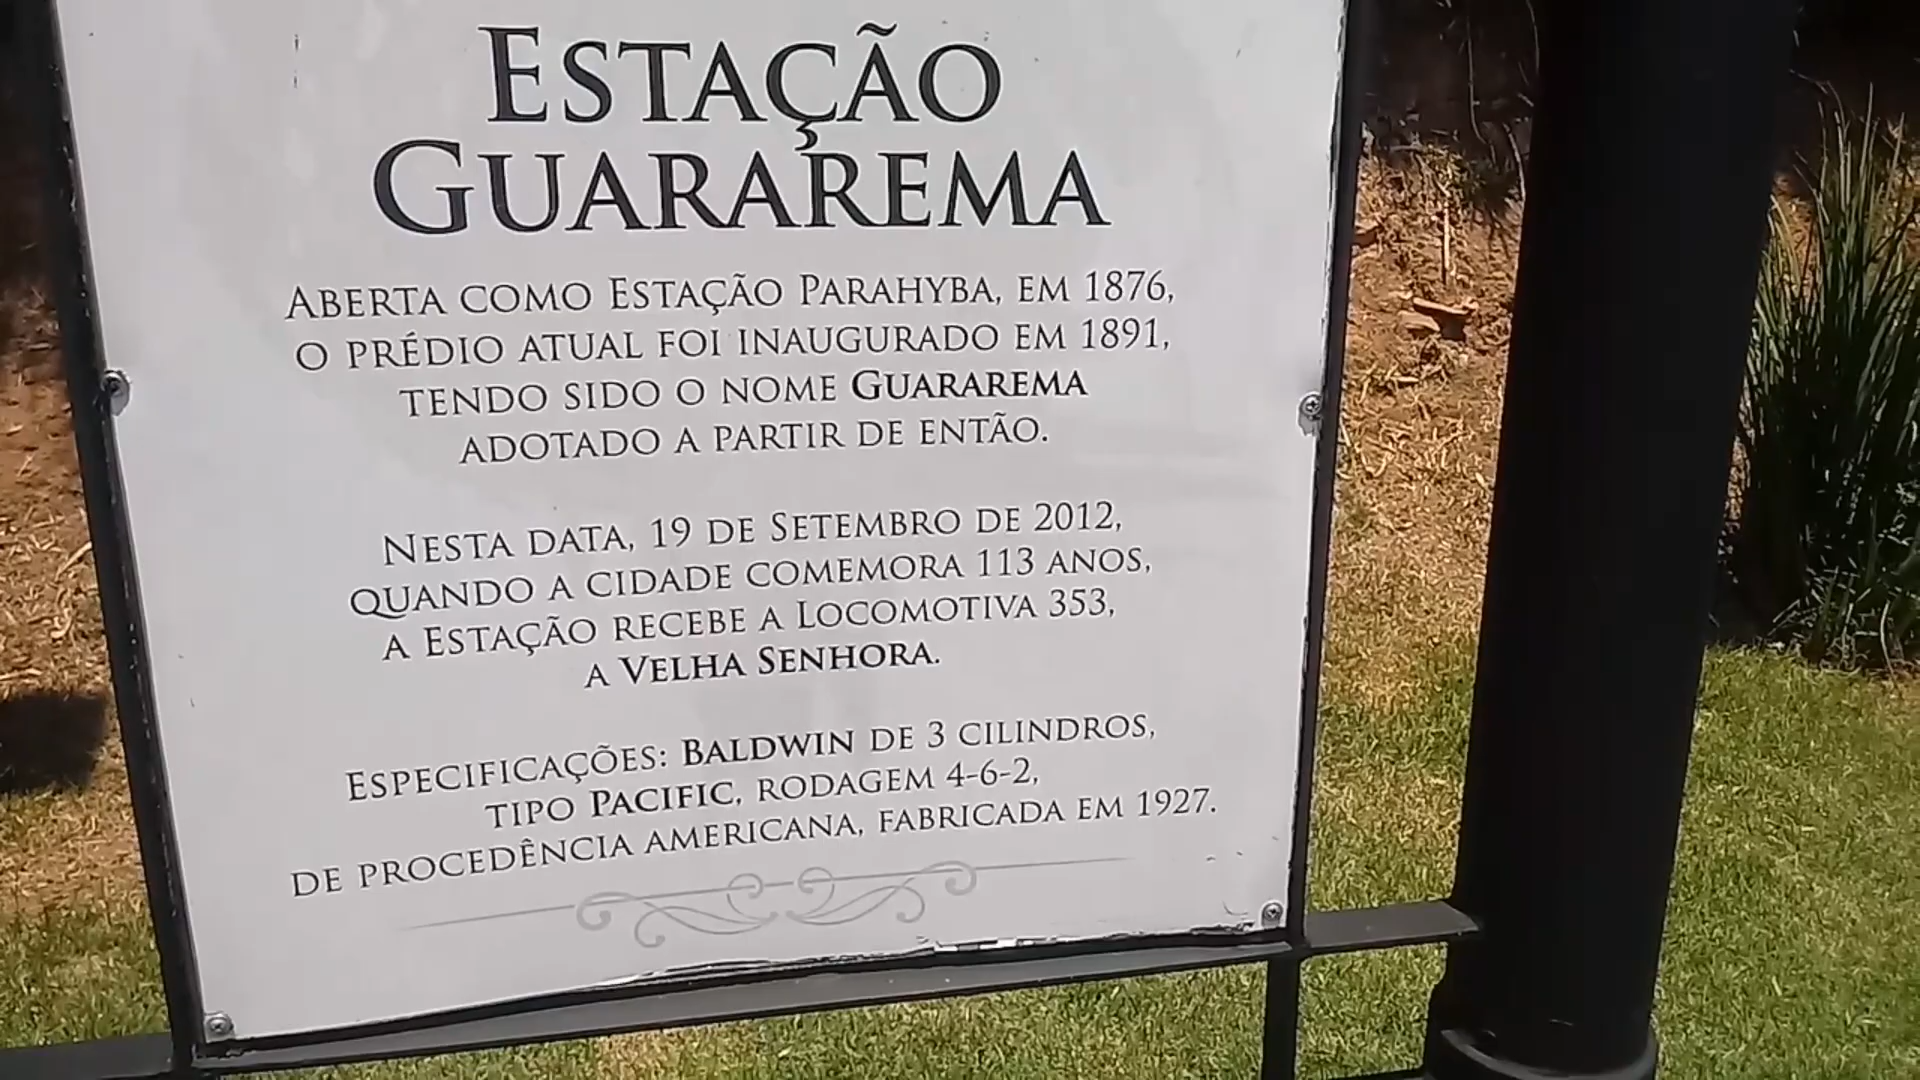 ESTAÇÃO
GUARAREMA
ABERTA COMO ESTAÇÃO PARAHYBA, EM 1876,
O PRÉDIO ATUAL FOI INAUGURADO EM 1891,
TENDO SIDO O NOME GUARAREMA
ADOTADO A PARTIR DE ENTÃO.
NESTA DATA, 19 DE SETEMBRO DE 2012,
QUANDO A CIDADE COMEMORA 113 ANOS,
A ESTAÇÃO RECEBE A LOCOMOTIVA 353,
A VELHA SENHORA.
ESPECIFICAÇÕES: BALDWIN DE 3 CILINDROS,
TIPO PACIFIC, RODAGEM 4-6-2,
DE PROCEDÊNCIA AMERICANA, FABRICADA EM 1927.